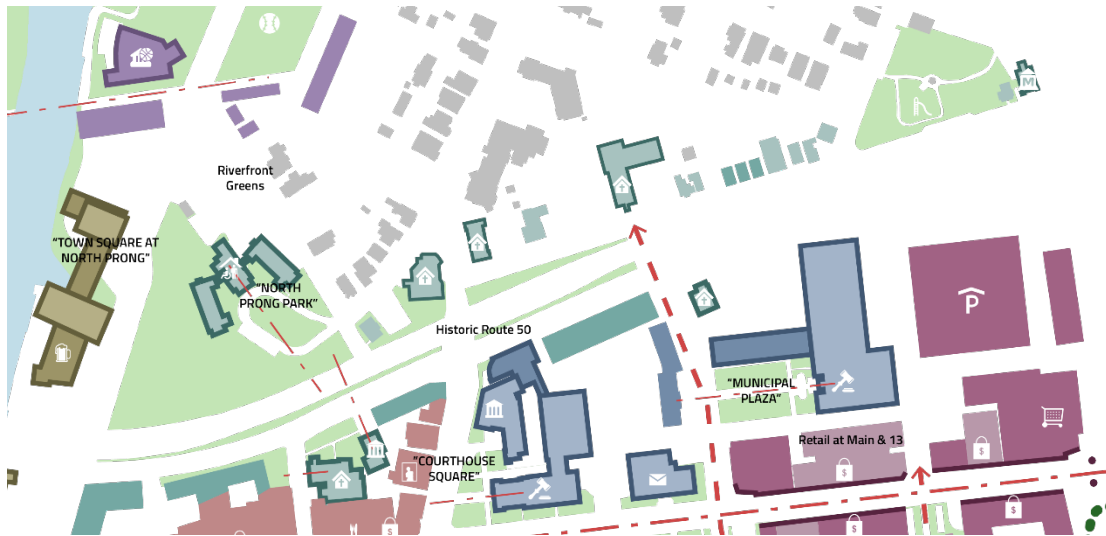 Riverfront
Greens
"TOWN SQUARE AT
NORTH PRONG"
"NORTH
PRONG PARK"
Historic Route 50
"MUNICIPAL
PLAZA"
Retail at Main & 13
"COURTHOUSE
SQUARE"
M
P
$
$
$
$
$
$